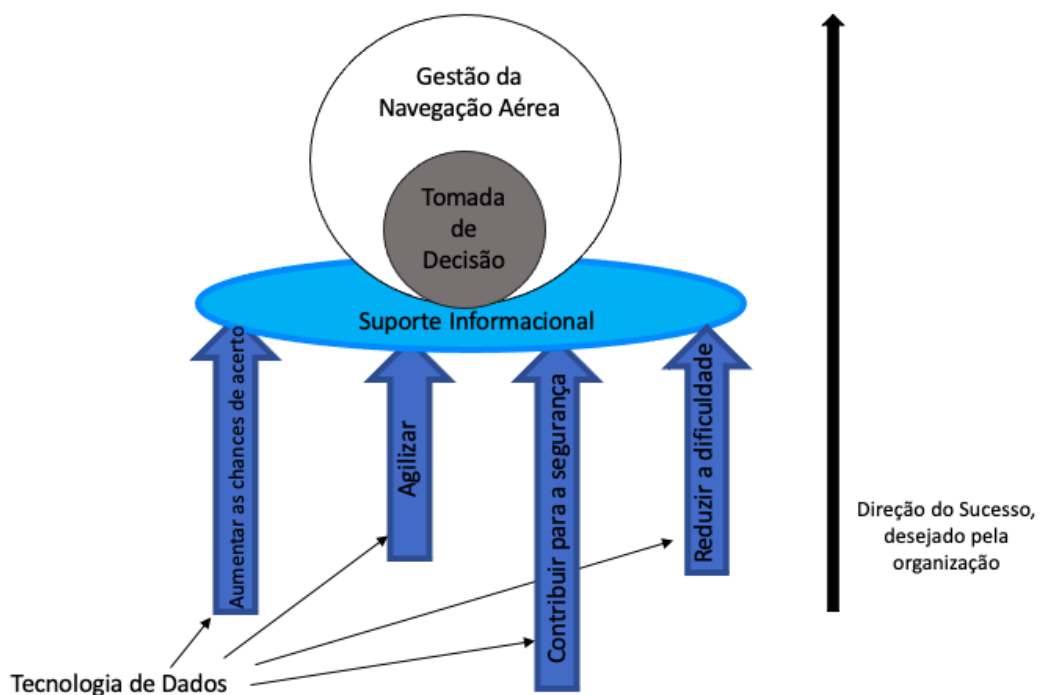 Gestão da
Navegação Aérea
Tomada
de
Decisão
Suporte Informacional
Aumentar as chances de acerto
Agilizar
Contribuir para a segurança
Reduzir a dificuldade
Direção do Sucesso,
desejado pela
organização
Tecnologia de Dados